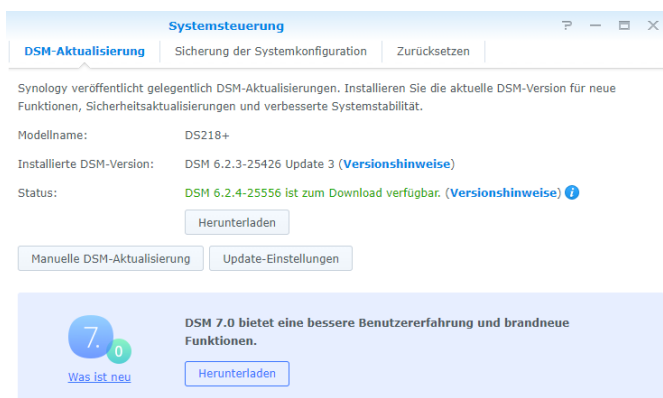 Systemsteuerung
DSM-Aktualisierung Sicherung der Systemkonfiguration Zurücksetzen
Synology veröffentlicht gelegentlich DSM-Aktualisierungen. Installieren Sie die aktuelle DSM-Version für neue
Funktionen, Sicherheitsaktualisierungen und verbesserte Systemstabilität.
Modellname: DS218+
Installierte DSM-Version: DSM 6.2.3-25426 Update 3 (Versionshinweise)
Status: DSM 6.2.4-25556 ist zum Download verfügbar. (Versionshinweise) i
Herunterladen
Manuelle DSM-Aktualisierung Update-Einstellungen
DSM 7.0 bietet eine bessere Benutzererfahrung und brandneue
Funktionen.
7.0
Was ist neu
Herunterladen